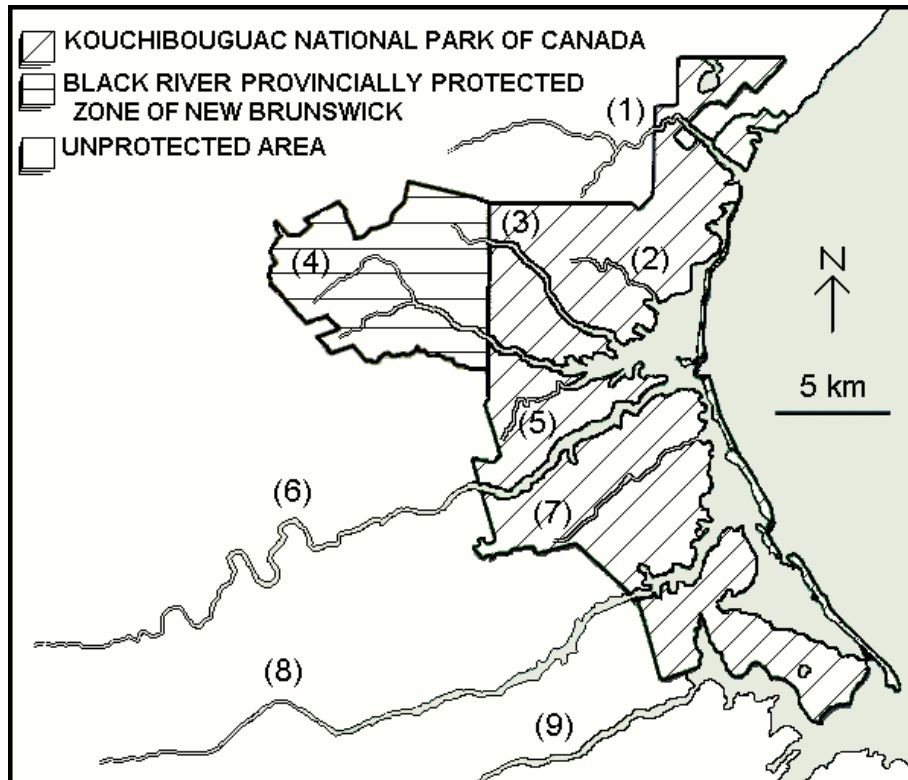 KOUCHIBOUGUAC NATIONAL PARK OF CANADA
BLACK RIVER PROVINCIALLY PROTECTED
ZONE OF NEW BRUNSWICK
UNPROTECTED AREA
(1)
(3)
(2)
(4)
N
5 km
(5)
(6)
(7)
(8)
(9)